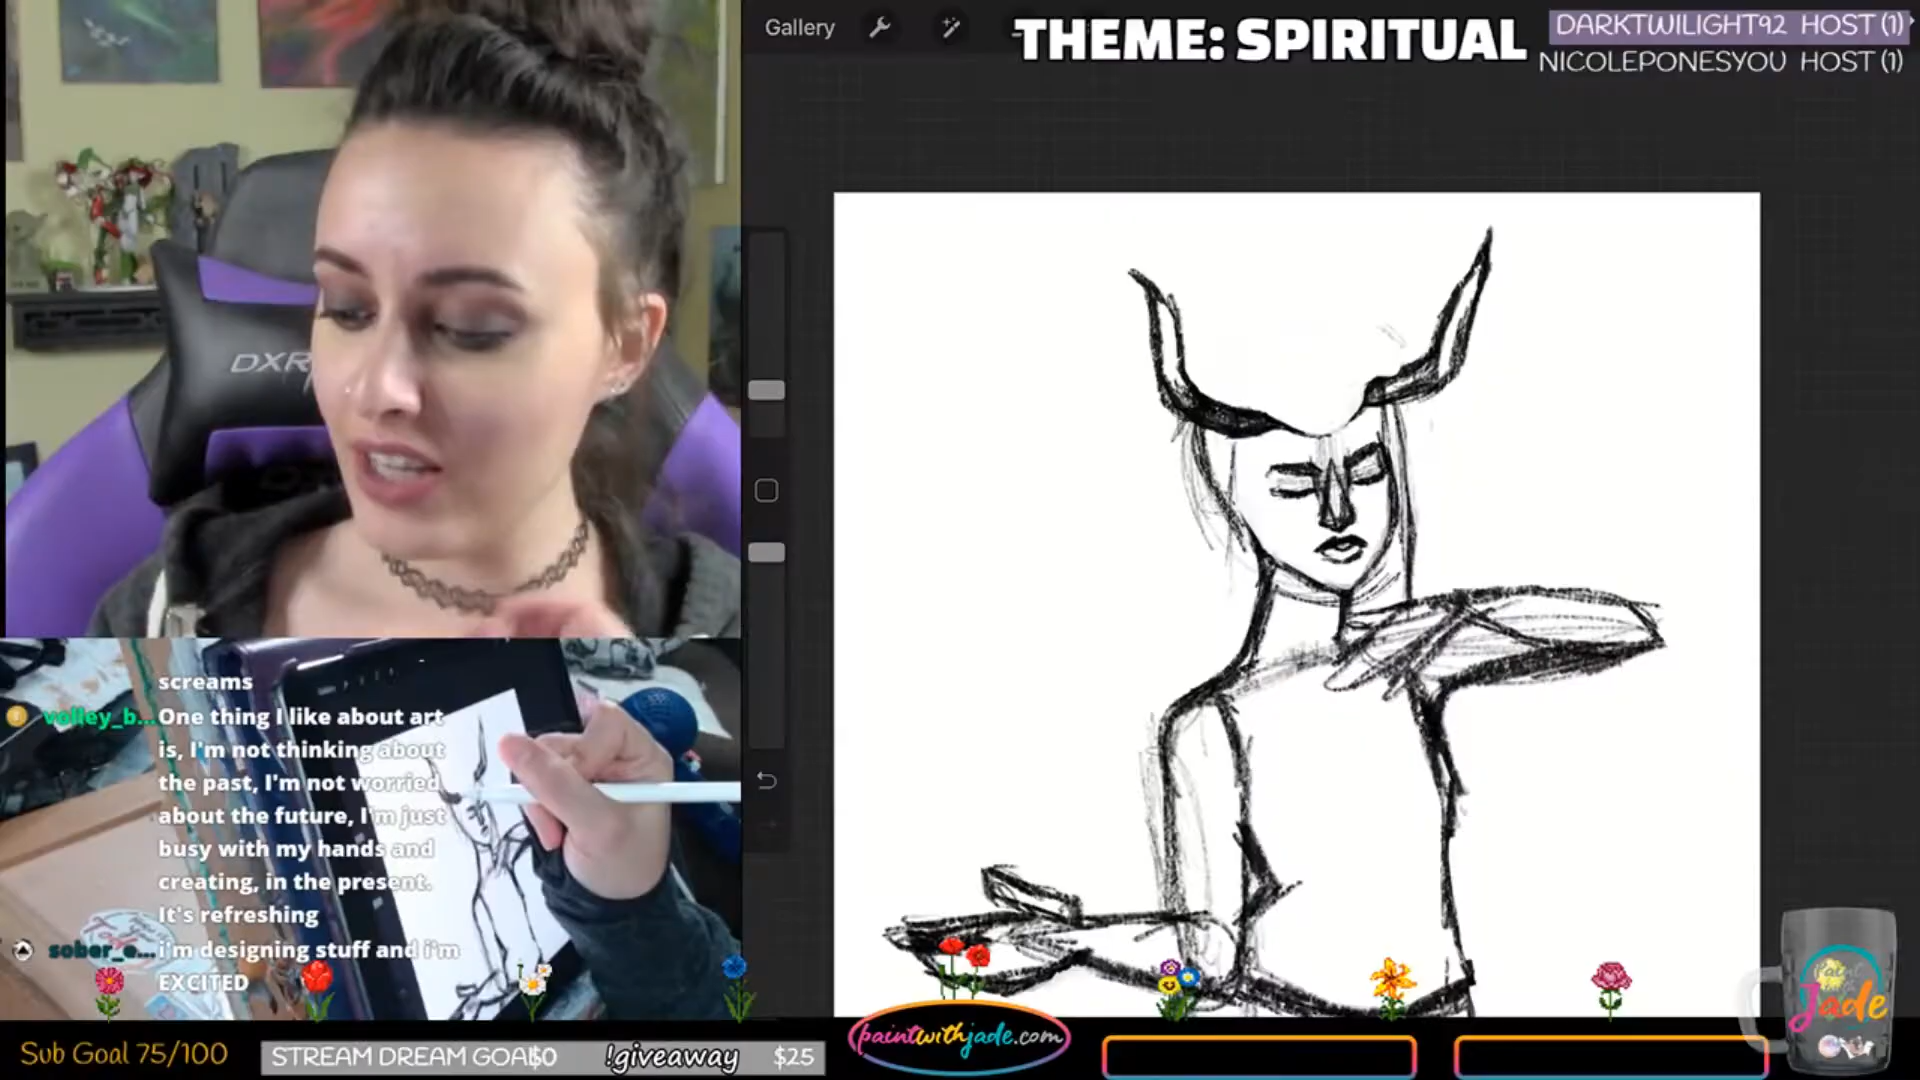 Gallery
THEME: SPIRITUAL
DARKTWILIGHT92 HOST (1)
NICOLEPONESYOU HOST (1)
DXR
screams
volley_b... One thing I like about art
is, I'm not thinking about
the past, I'm not worried
about the future, I'm just
busy with my hands and
creating, in the present.
It's refreshing
sober_e... i'm designing stuff and i'm
EXCITED
Sub Goal 75/100
STREAM DREAM GOAL $0
!giveaway
$25
paintwithjade.com
Paint
Jade